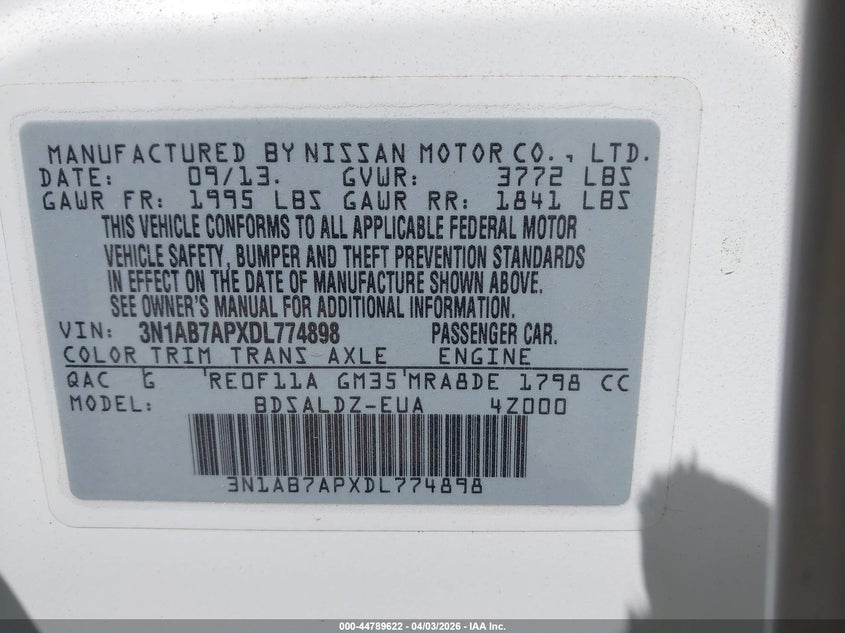 MANUFACTURED BY NISSAN MOTOR CO., LTD.
DATE: 09/13. GVWR: 3772 LBS
GAWR FR: 1995 LBS GAWR RR: 1841 LBS
THIS VEHICLE CONFORMS TO ALL APPLICABLE FEDERAL MOTOR
VEHICLE SAFETY, BUMPER AND THEFT PREVENTION STANDARDS
IN EFFECT ON THE DATE OF MANUFACTURE SHOWN ABOVE.
SEE OWNER'S MANUAL FOR ADDITIONAL INFORMATION.
VIN: 3N1AB7APXDL774898 PASSENGER CAR.
COLOR TRIM TRANS AXLE ENGINE
QAC G RE0F11A GM35 MRA8DE 1798 CC
MODEL: BDSALDZ-EUA 4Z000
3N1AB7APXDL774898
000-44789622 - 04/03/2026 - IAA Inc.